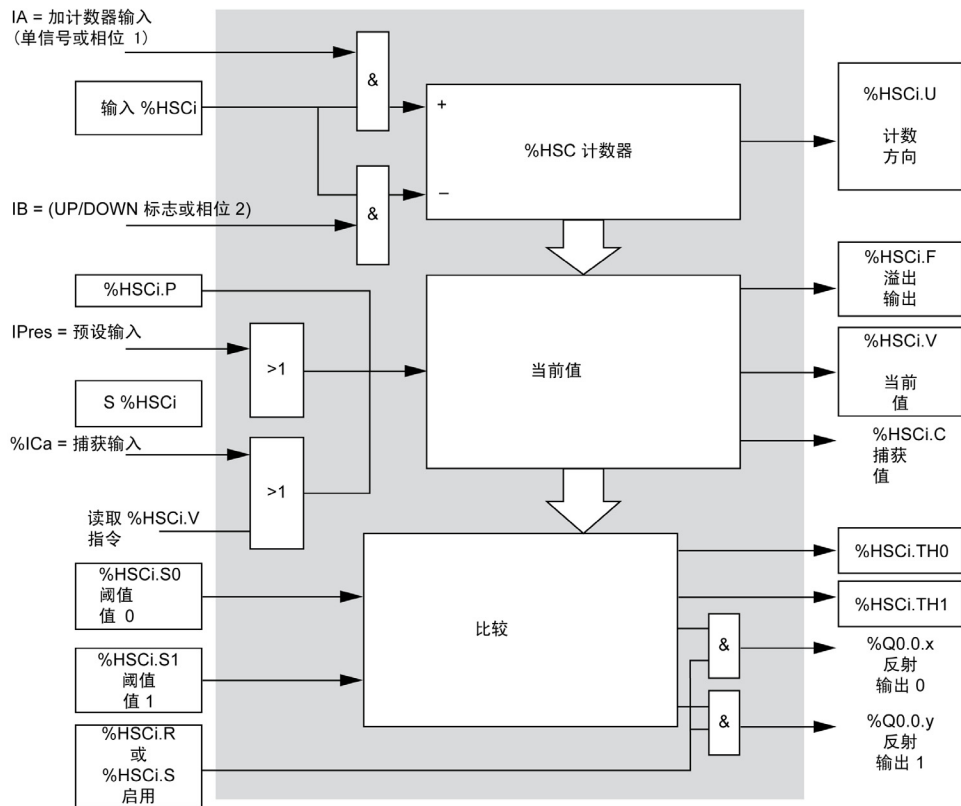 IA = 加计数器输入
(单信号或相位 1)
&
输入 %HSCi
+
%HSC 计数器
−
%HSCi.U
计数
方向
IB = (UP/DOWN 标志或相位 2)
&
%HSCi.P
%HSCi.F
溢出
输出
IPres = 预设输入
>1
当前值
%HSCi.V
当前
值
S %HSCi
%ICa = 捕获输入
>1
%HSCi.C
捕获
值
读取 %HSCi.V
指令
%HSCi.TH0
%HSCi.S0
阈值
值 0
%HSCi.TH1
比较
&
%Q0.0.x
反射
输出 0
%HSCi.S1
阈值
值 1
&
%Q0.0.y
反射
输出 1
%HSCi.R
或
%HSCi.S
启用